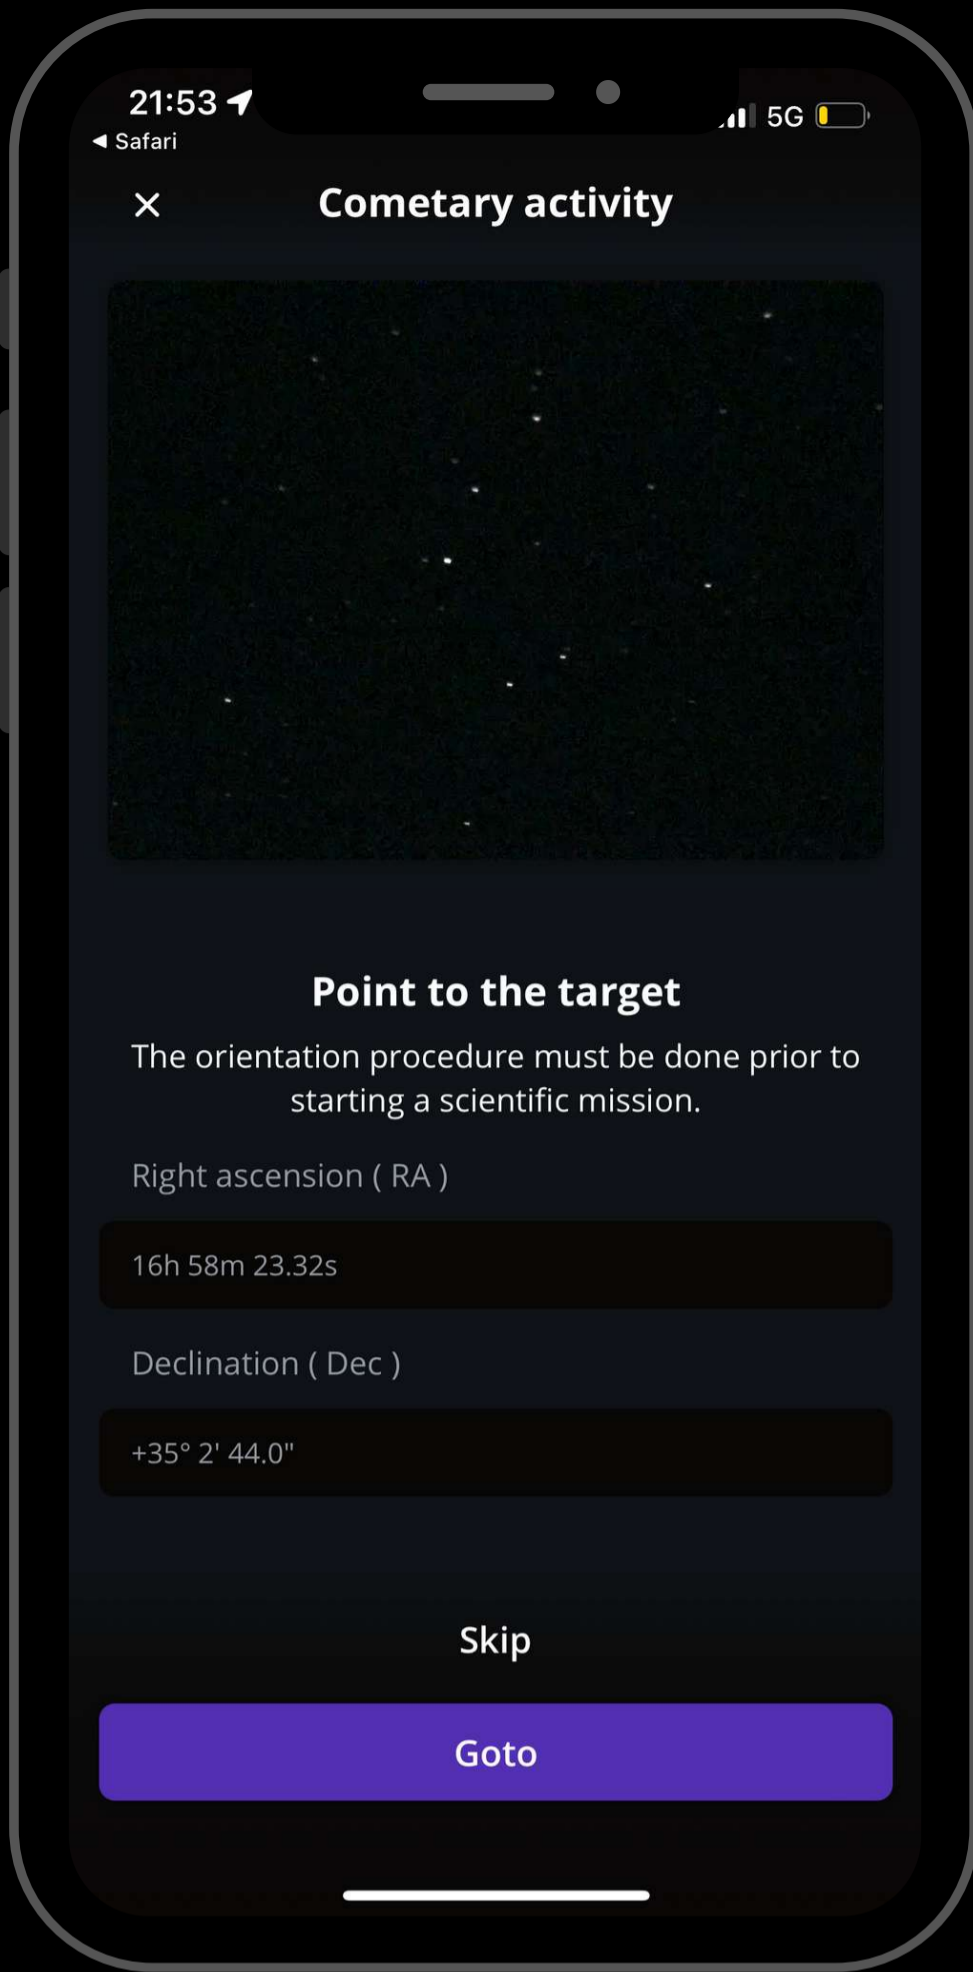 21:53
5G
◀ Safari
Cometary activity
Point to the target
The orientation procedure must be done prior to
starting a scientific mission.
Right ascension ( RA )
16h 58m 23.32s
Declination ( Dec )
+35° 2' 44.0"
Skip
Goto